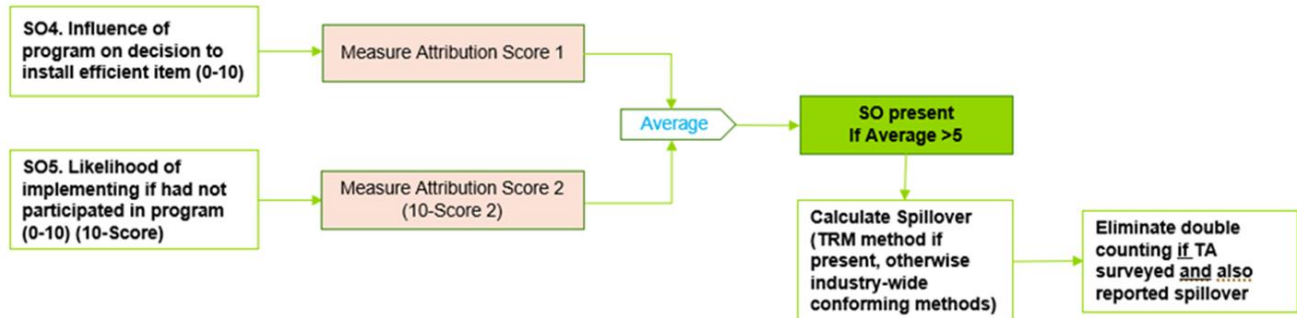 SO4. Influence of
program on decision to
install efficient item (0-10)
Measure Attribution Score 1
Average
SO present
If Average >5
SO5. Likelihood of
implementing if had not
participated in program
(0-10) (10-Score)
Measure Attribution Score 2
(10-Score 2)
Calculate Spillover
(TRM method if
present, otherwise
industry-wide
conforming methods)
Eliminate double
counting if TA
surveyed and also
reported spillover